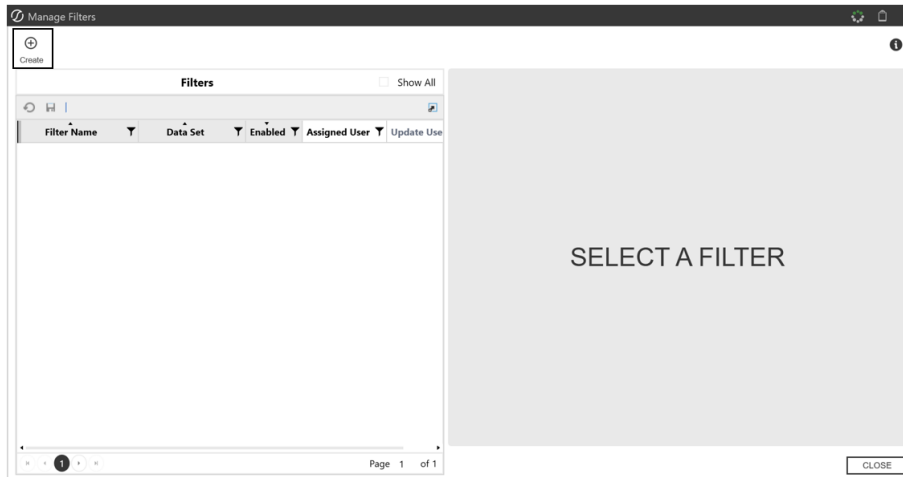 Manage Filters
Create
Filters
Show All
Filter Name Data Set Enabled Assigned User Update Use
SELECT A FILTER
1 Page 1 of 1
CLOSE